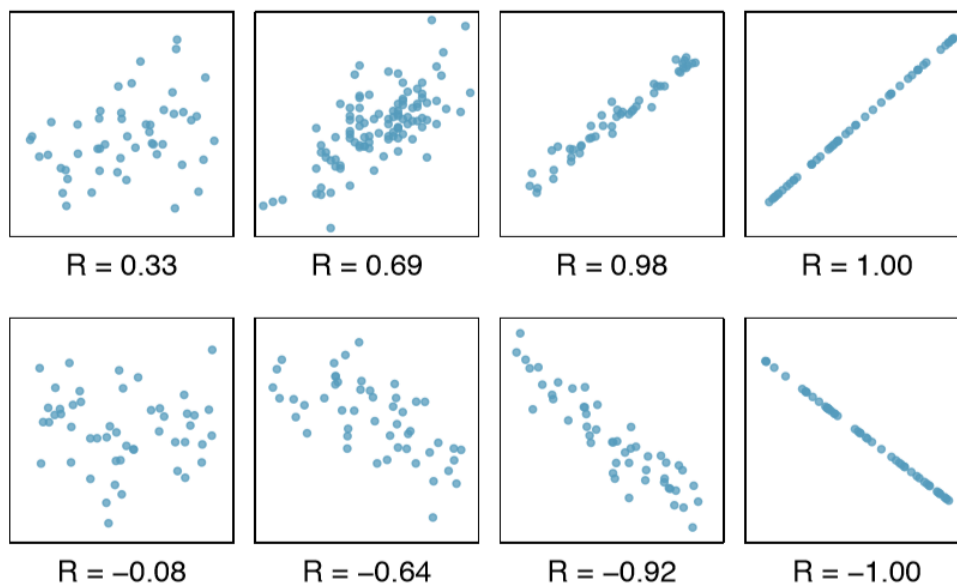 R = 0.33 R = 0.69 R = 0.98 R = 1.00
R = −0.08 R = −0.64 R = −0.92 R = −1.00